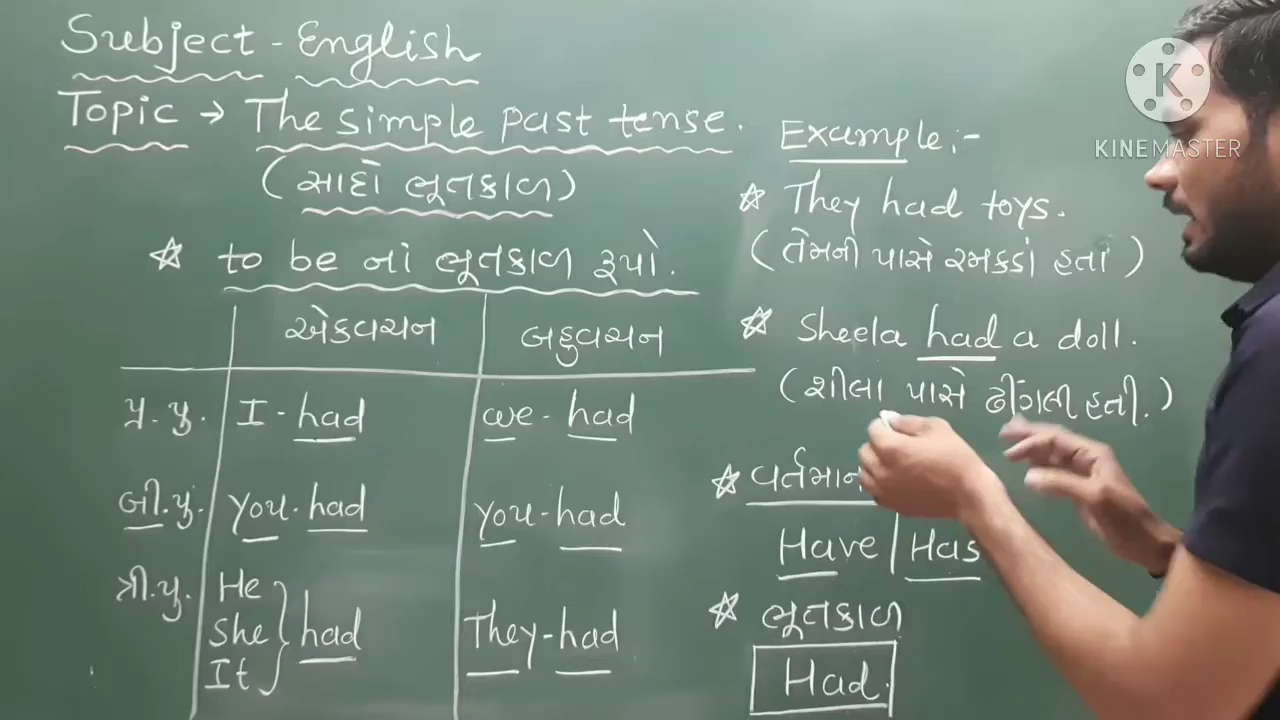 Subject - English
Topic → The simple past tense.
(સાદો ભૂતકાળ)
☆ to be નાં ભૂતકાળ રૂપો.
એકવચન બહુવચન
પ્ર.પુ. I - had we - had
બી.પુ. you - had you - had
ત્રી.પુ. He
She had They - had
It
Example :-
☆ They had toys.
(તેમની પાસે રમકડાં હતાં)
☆ Sheela had a doll.
(શીલા પાસે ઢીંગલી હતી.)
☆ વર્તમાન
Have | Has
☆ ભૂતકાળ
Had.
K
KINEMASTER